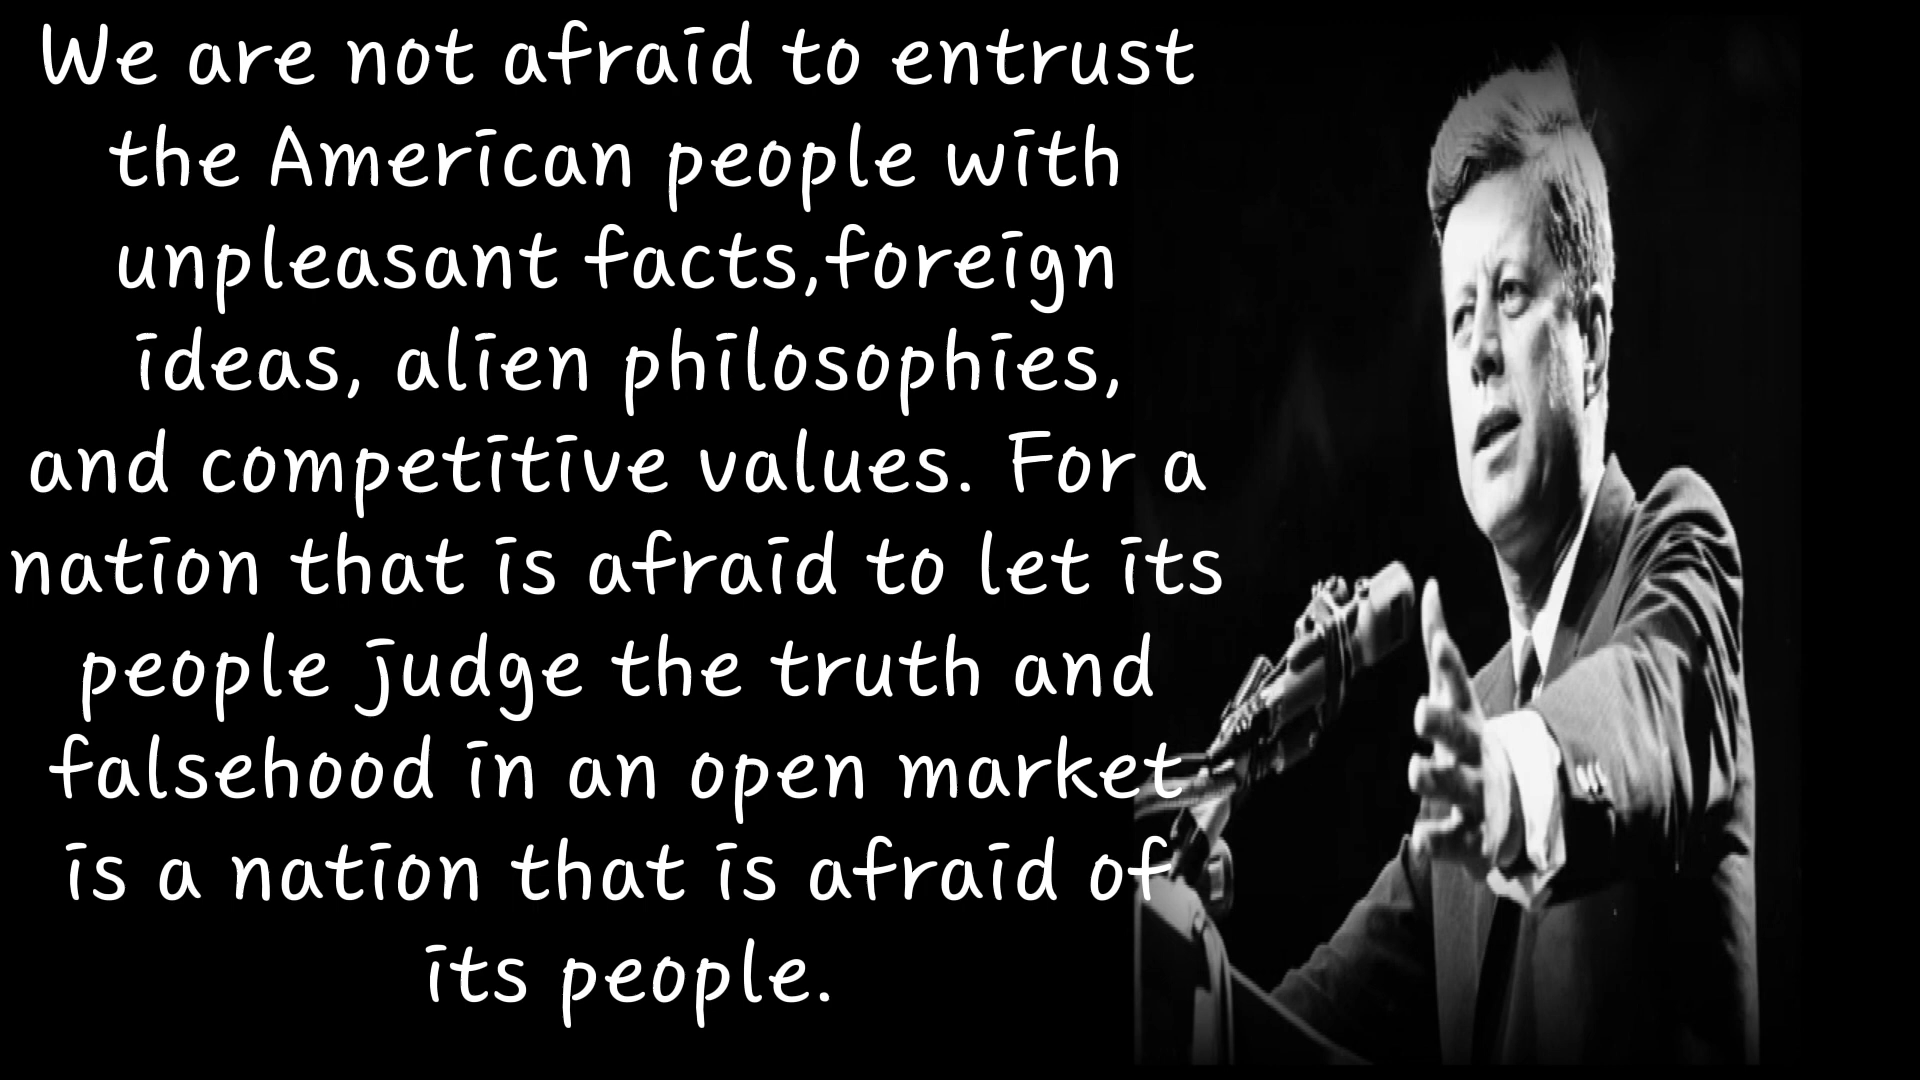 We are not afraid to entrust
the American people with
unpleasant facts,foreign
ideas, alien philosophies,
and competitive values. For a
nation that is afraid to let its
people judge the truth and
falsehood in an open market
is a nation that is afraid of
its people.